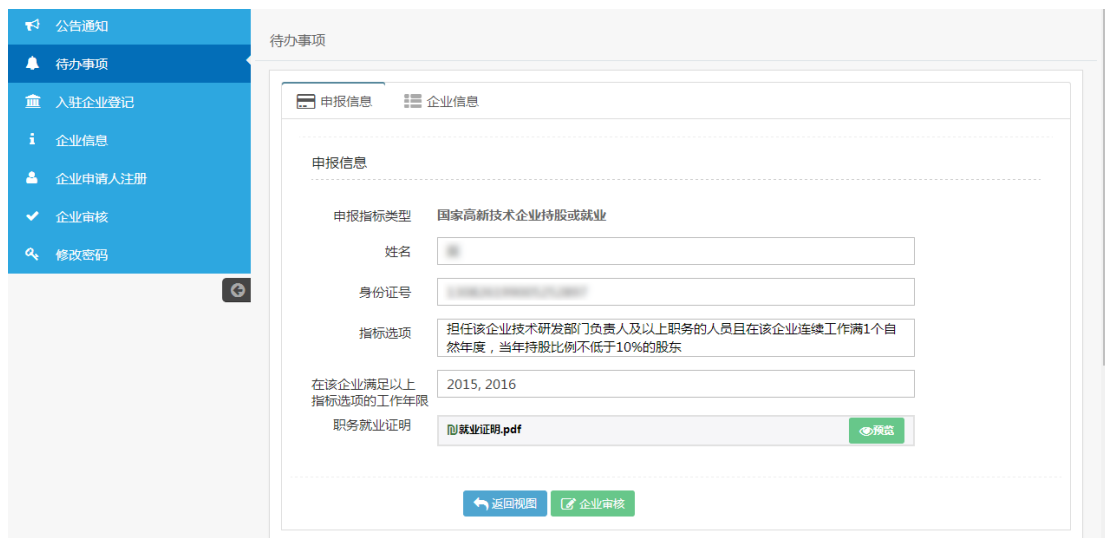 公告通知
待办事项
入驻企业登记
企业信息
企业申请人注册
企业审核
修改密码
待办事项
申报信息 企业信息
申报信息
申报指标类型 国家高新技术企业持股或就业
姓名
身份证号
指标选项 担任该企业技术研发部门负责人及以上职务的人员且在该企业连续工作满1个自
然年度，当年持股比例不低于10%的股东
在该企业满足以上
指标选项的工作年限
2015, 2016
职务就业证明 就业证明.pdf 预览
返回视图 企业审核